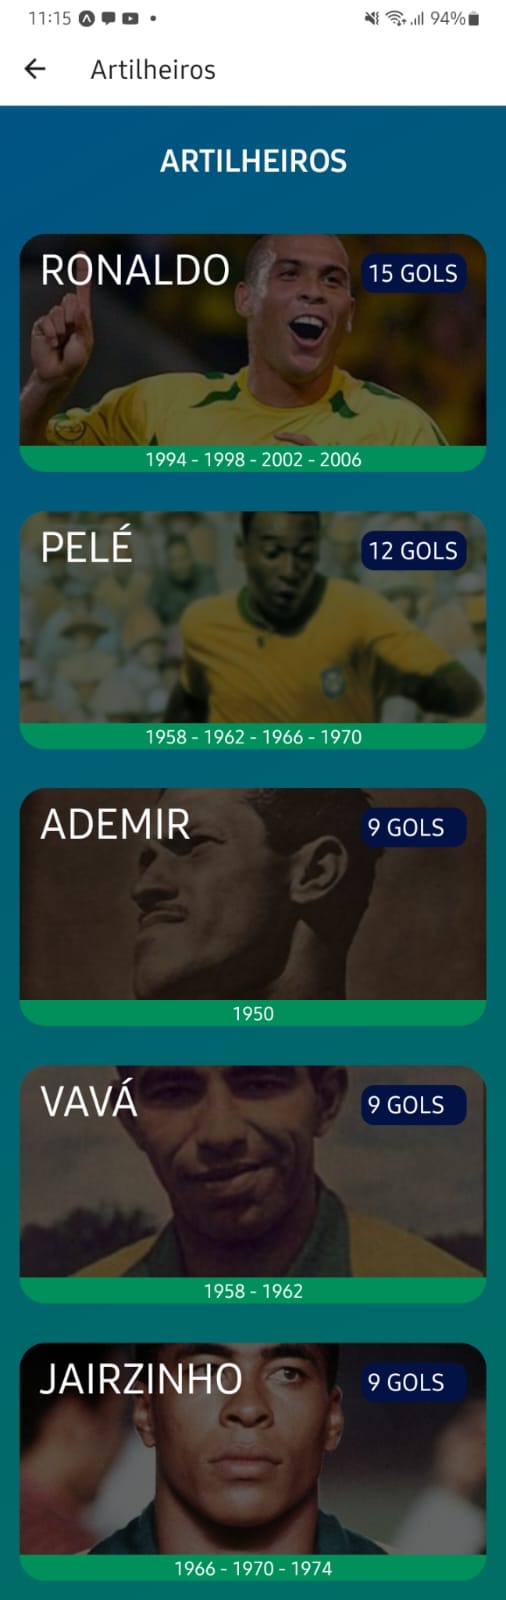 11:15 94%
Artilheiros
ARTILHEIROS
RONALDO
15 GOLS
1994 - 1998 - 2002 - 2006
PELÉ
12 GOLS
1958 - 1962 - 1966 - 1970
ADEMIR
9 GOLS
1950
VAVÁ
9 GOLS
1958 - 1962
JAIRZINHO
9 GOLS
1966 - 1970 - 1974